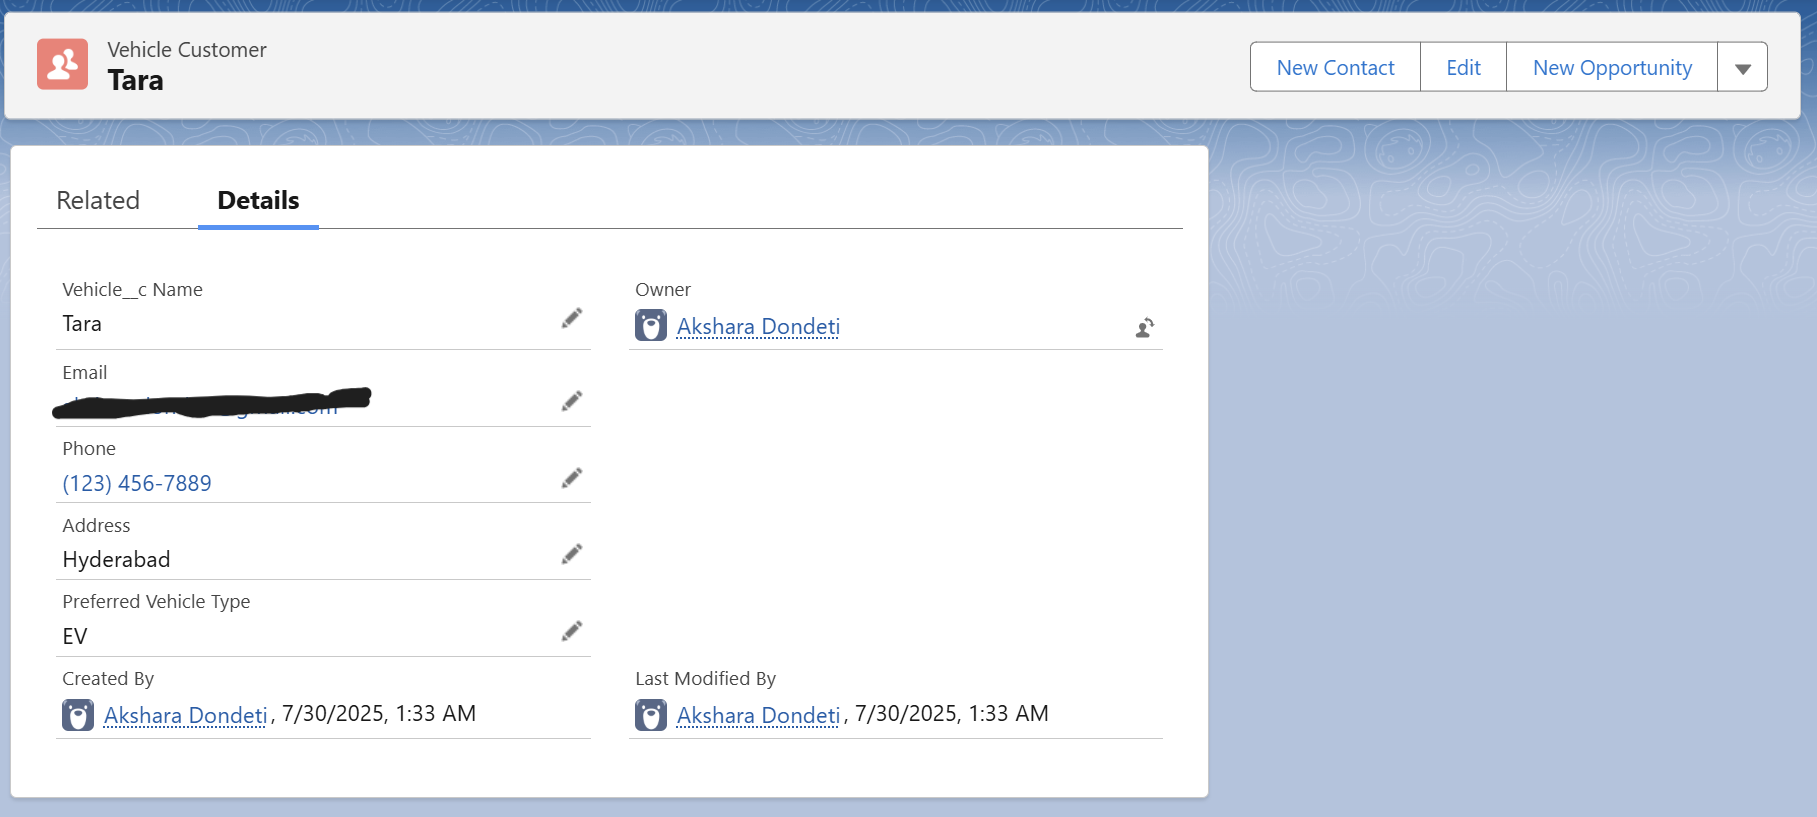 Vehicle Customer
Tara
New Contact Edit New Opportunity
Related Details
Vehicle__c Name
Tara
Owner
Akshara Dondeti
Email
Phone
(123) 456-7889
Address
Hyderabad
Preferred Vehicle Type
EV
Created By
Akshara Dondeti, 7/30/2025, 1:33 AM
Last Modified By
Akshara Dondeti, 7/30/2025, 1:33 AM